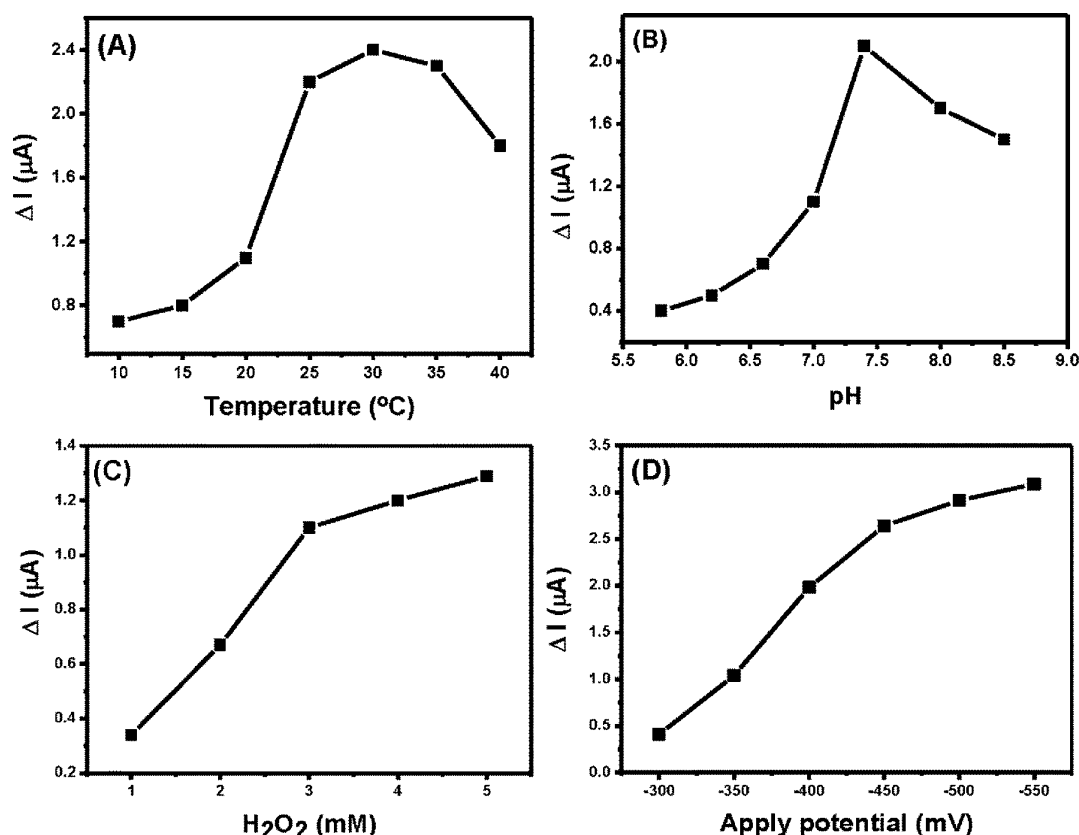 (A)
2.4
2.0
1.6
1.2
0.8
Δ I (μA)
10 15 20 25 30 35 40
Temperature (ºC)
(B)
2.0
1.6
1.2
0.8
0.4
Δ I (μA)
5.5 6.0 6.5 7.0 7.5 8.0 8.5 9.0
pH
(C)
1.4
1.2
1.0
0.8
0.6
0.4
0.2
Δ I (μA)
1 2 3 4 5
H₂O₂ (mM)
(D)
3.5
3.0
2.5
2.0
1.5
1.0
0.5
0.0
Δ I (μA)
-300 -350 -400 -450 -500 -550
Apply potential (mV)